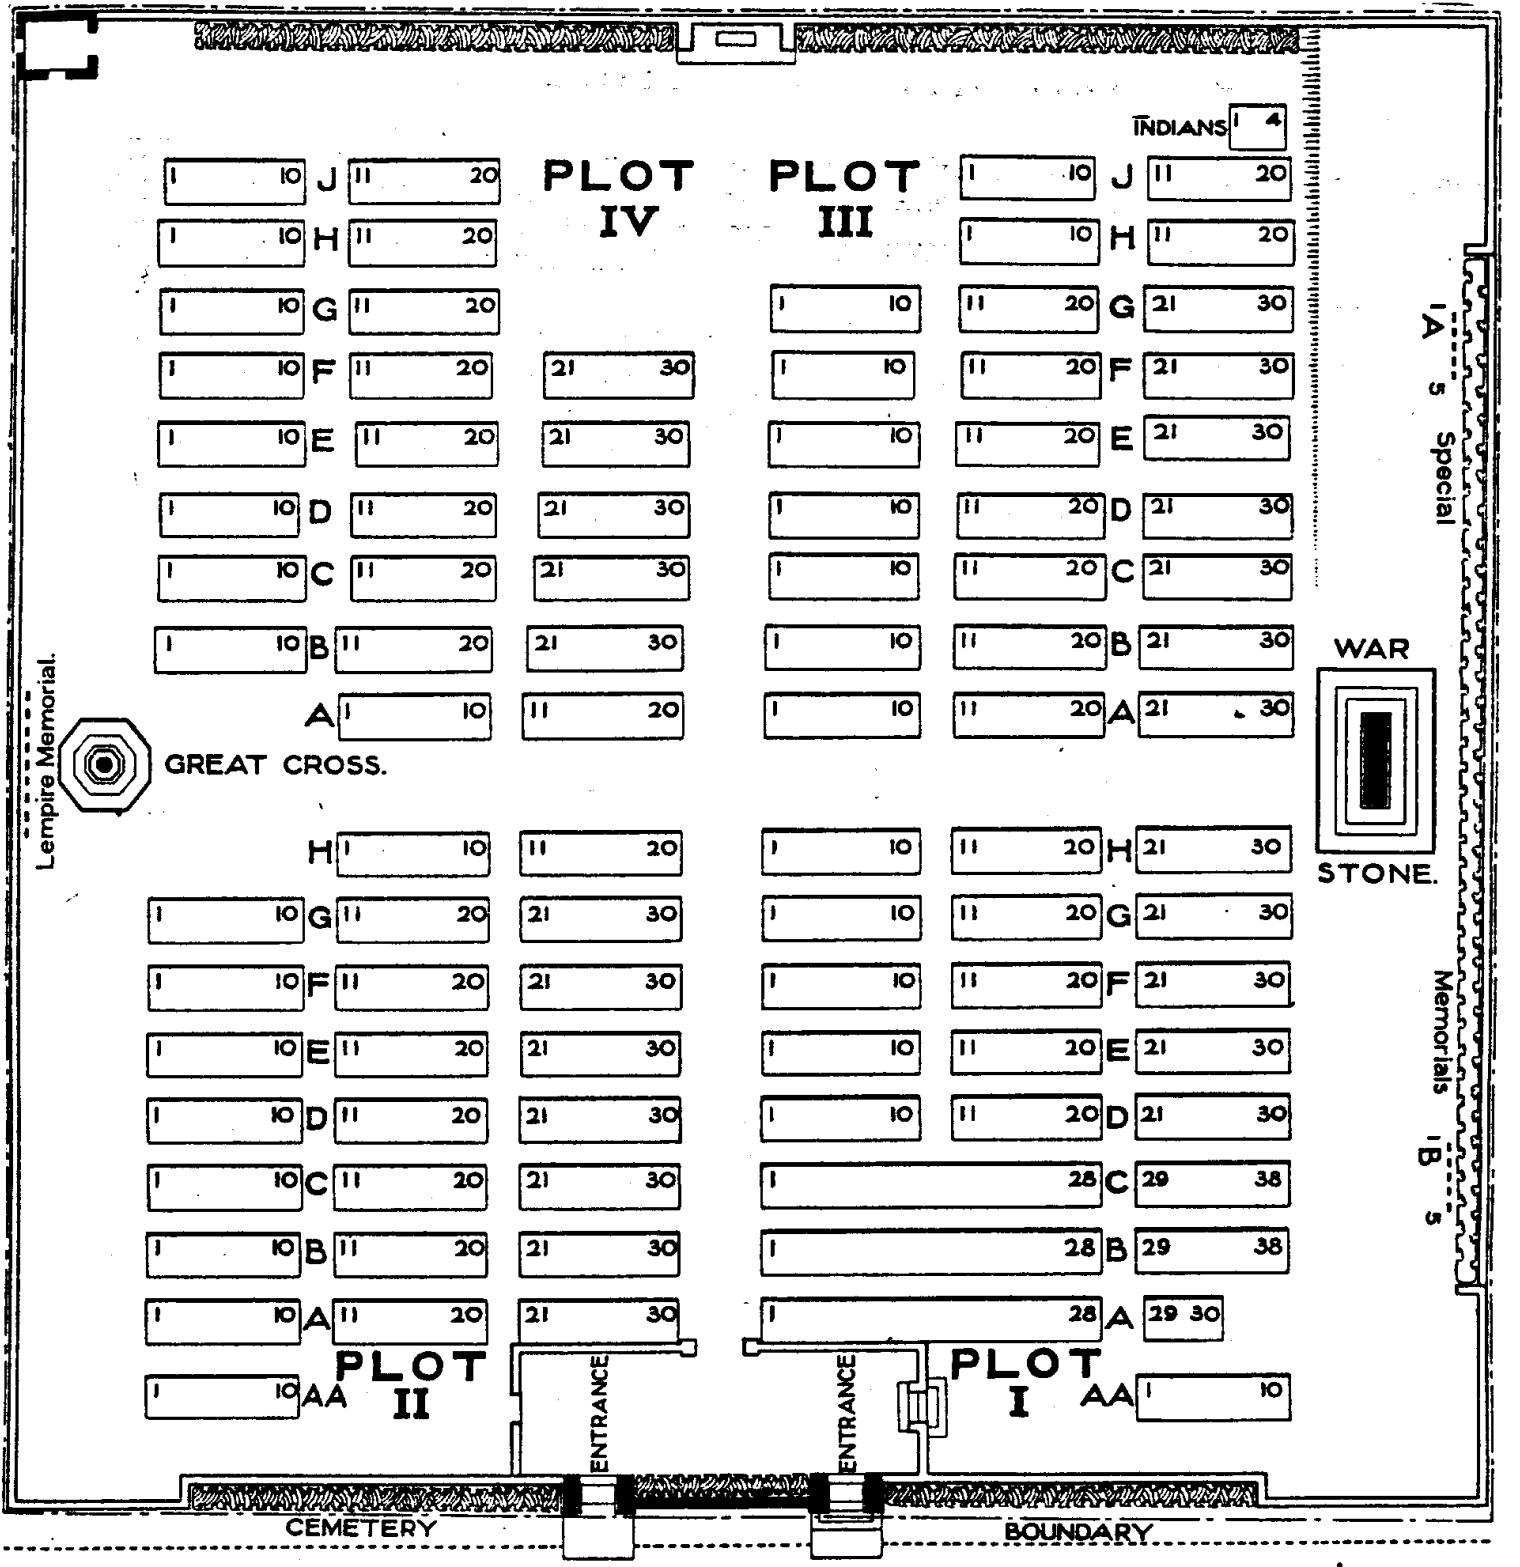 INDIANS 1 4
1 10 J 11 20 PLOT PLOT 1 10 J 11 20
IV III
1 10 H 11 20 1 10 H 11 20
1 10 G 11 20 1 10 11 20 G 21 30
1 10 F 11 20 21 30 1 10 11 20 F 21 30
1 10 E 11 20 21 30 1 10 11 20 E 21 30
1 10 D 11 20 21 30 1 10 11 20 D 21 30
1 10 C 11 20 21 30 1 10 11 20 C 21 30
1 10 B 11 20 21 30 1 10 11 20 B 21 30
A 1 10 11 20 1 10 11 20 A 21 30
1 A 5 Special Memorials 1 B 5
WAR
STONE.
Lempire Memorial.
GREAT CROSS.
H 1 10 11 20 1 10 11 20 H 21 30
1 10 G 11 20 21 30 1 10 11 20 G 21 30
1 10 F 11 20 21 30 1 10 11 20 F 21 30
1 10 E 11 20 21 30 1 10 11 20 E 21 30
1 10 D 11 20 21 30 1 10 11 20 D 21 30
1 10 C 11 20 21 30 1 28 C 29 38
1 10 B 11 20 21 30 1 28 B 29 38
1 10 A 11 20 21 30 1 28 A 29 30
PLOT PLOT
II I
1 10 AA AA 1 10
ENTRANCE ENTRANCE
CEMETERY BOUNDARY